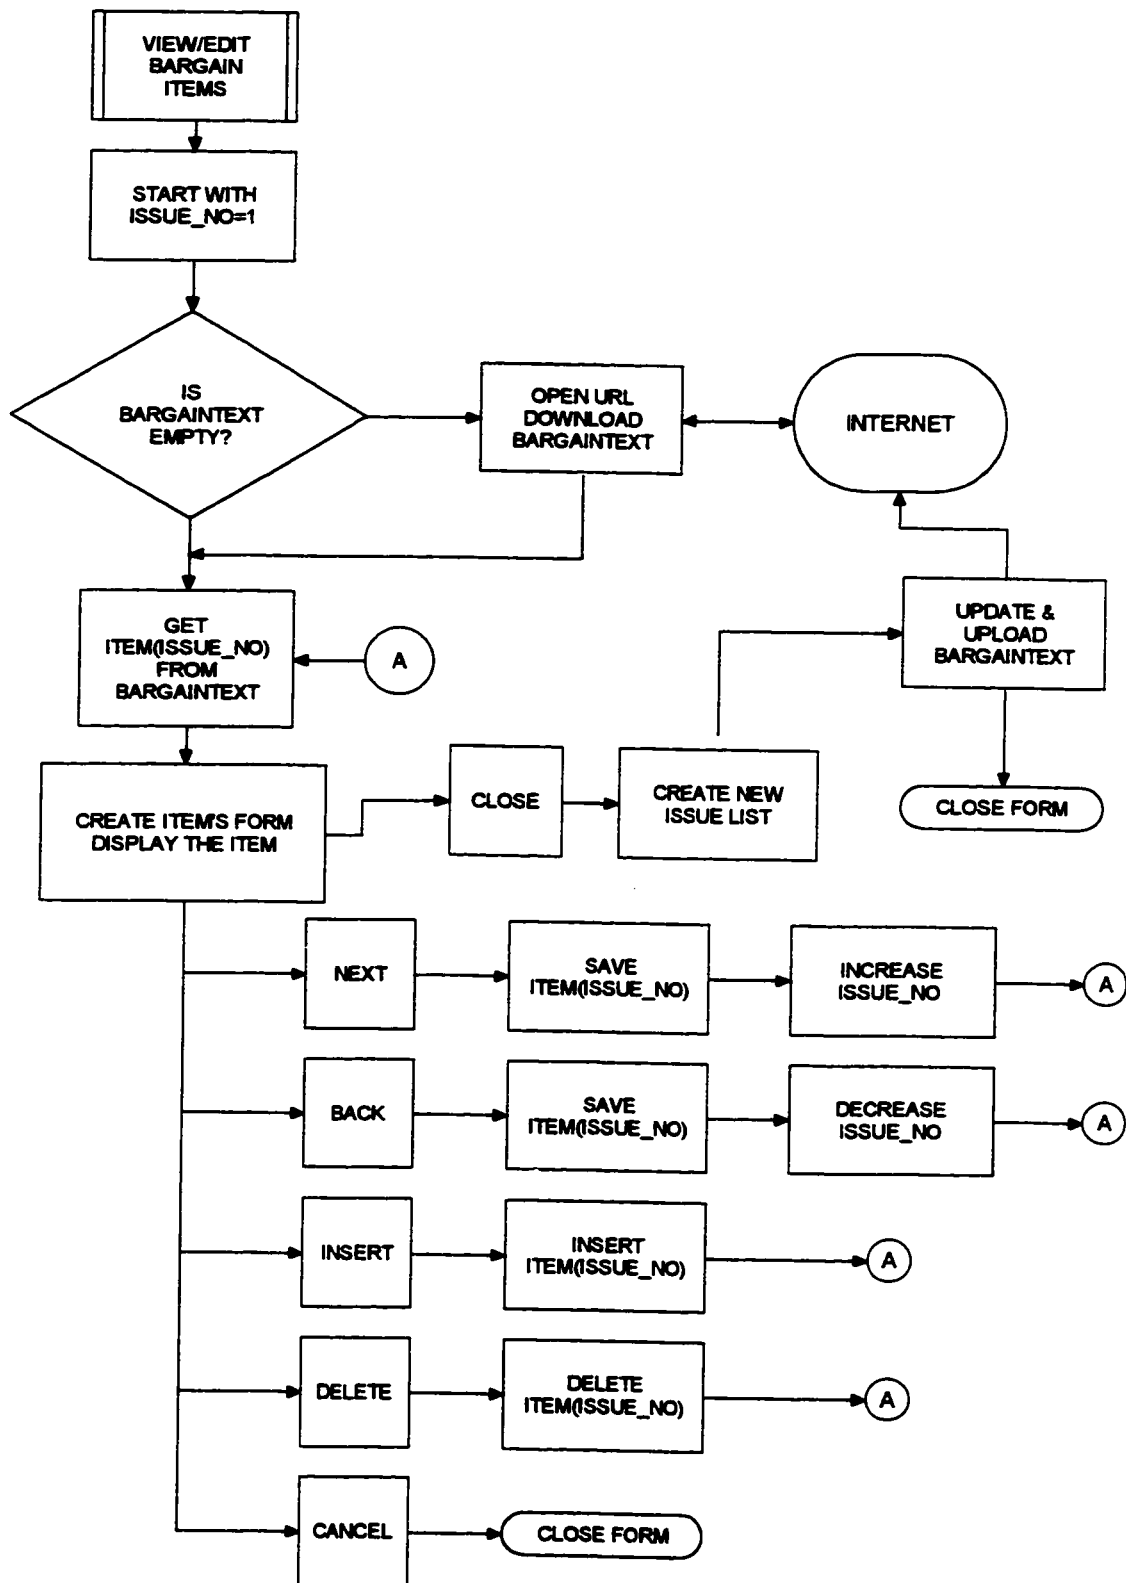 VIEW/EDIT
BARGAIN
ITEMS
START WITH
ISSUE_NO=1
IS
BARGAINTEXT
EMPTY?
OPEN URL
DOWNLOAD
BARGAINTEXT
INTERNET
GET
ITEM(ISSUE_NO)
FROM
BARGAINTEXT
A
UPDATE &
UPLOAD
BARGAINTEXT
CREATE ITEM'S FORM
DISPLAY THE ITEM
CLOSE
CREATE NEW
ISSUE LIST
CLOSE FORM
NEXT
SAVE
ITEM(ISSUE_NO)
INCREASE
ISSUE_NO
A
BACK
SAVE
ITEM(ISSUE_NO)
DECREASE
ISSUE_NO
A
INSERT
INSERT
ITEM(ISSUE_NO)
A
DELETE
DELETE
ITEM(ISSUE_NO)
A
CANCEL
CLOSE FORM